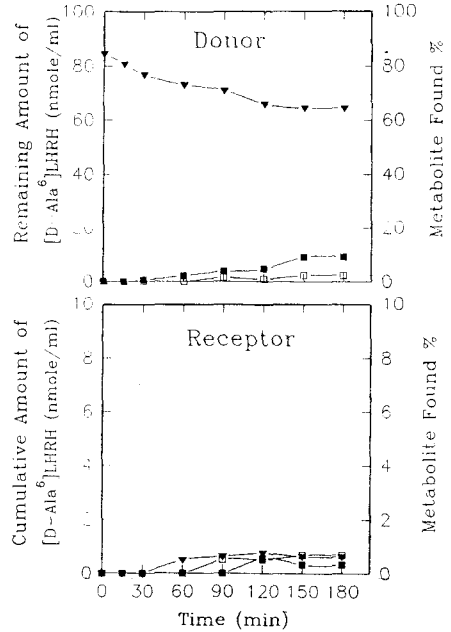 Donor
Remaining Amount of
[D-Ala⁶]LHRH (nmole/ml)
100
80
60
40
20
0
100
80
60
40
20
0
Metabolite Found %
Receptor
Cumulative Amount of
[D-Ala⁶]LHRH (nmole/ml)
10
8
6
4
2
0
10
8
6
4
2
0
Metabolite Found %
0 30 60 90 120 150 180
Time (min)